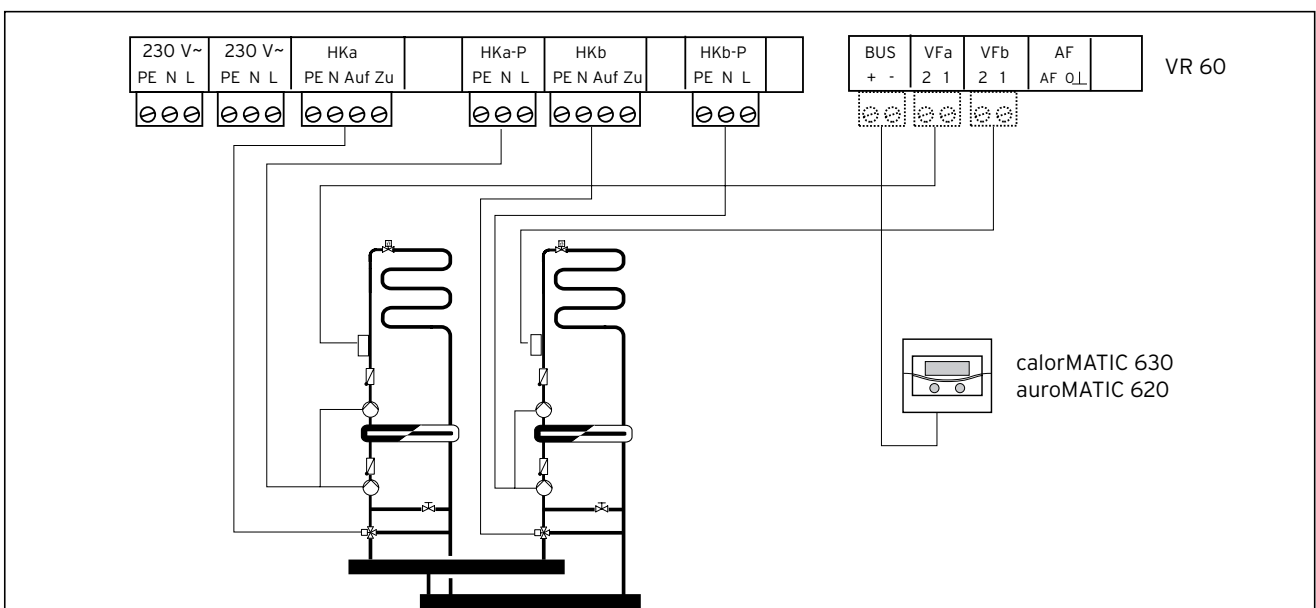 230 V~ 230 V~ HKa HKa-P HKb HKb-P BUS VFa VFb AF
PE N L PE N L PE N Auf Zu PE N L PE N Auf Zu PE N L + - 2 1 2 1 AF 0⊥
VR 60
calorMATIC 630
auroMATIC 620